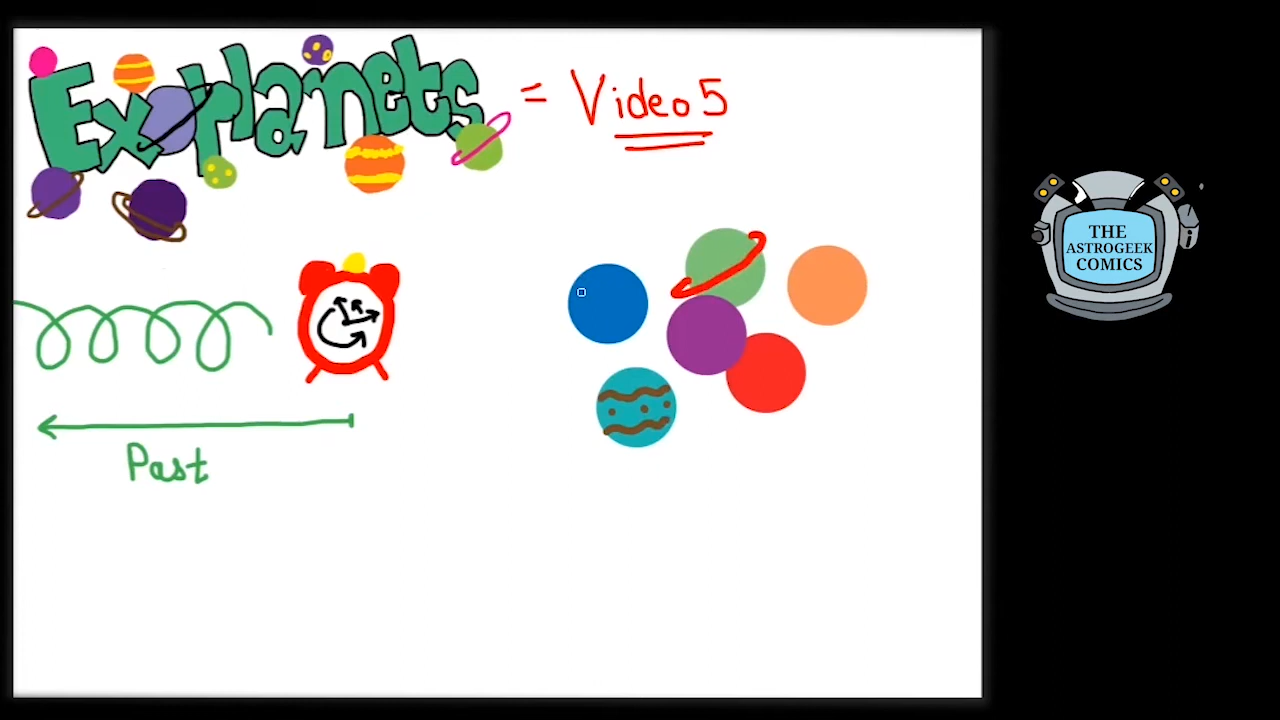 Exoplanets = Video 5
THE
ASTROGEEK
COMICS
Past